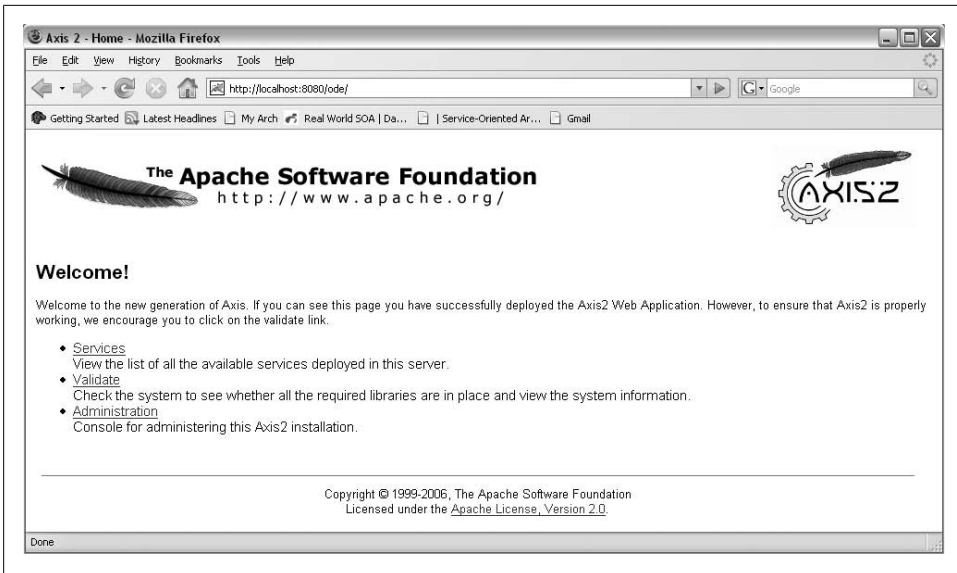 Axis 2 - Home - Mozilla Firefox
File Edit View History Bookmarks Tools Help
http://localhost:8080/ode/
G Google
Getting Started Latest Headlines My Arch Real World SOA | Da... | Service-Oriented Ar... Gmail
The Apache Software Foundation
http://www.apache.org/
AXIS2
Welcome!
Welcome to the new generation of Axis. If you can see this page you have successfully deployed the Axis2 Web Application. However, to ensure that Axis2 is properly
working, we encourage you to click on the validate link.
• Services
View the list of all the available services deployed in this server.
• Validate
Check the system to see whether all the required libraries are in place and view the system information.
• Administration
Console for administering this Axis2 installation.
Copyright © 1999-2006, The Apache Software Foundation
Licensed under the Apache License, Version 2.0.
Done